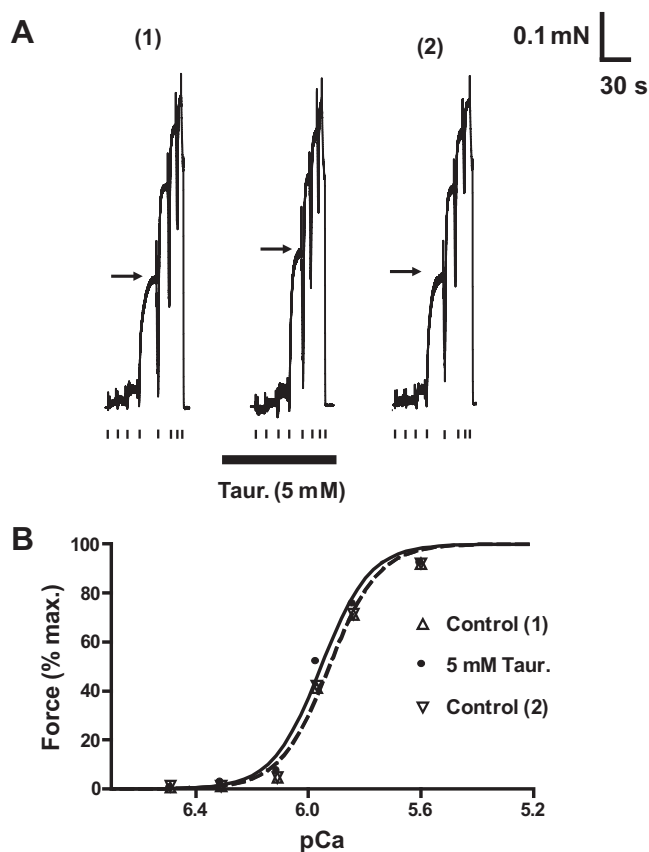 A
(1)
(2)
0.1 mN
30 s
Taur. (5 mM)
B
Force (% max.)
100
80
60
40
20
0
6.4
6.0
5.6
5.2
pCa
Control (1)
5 mM Taur.
Control (2)